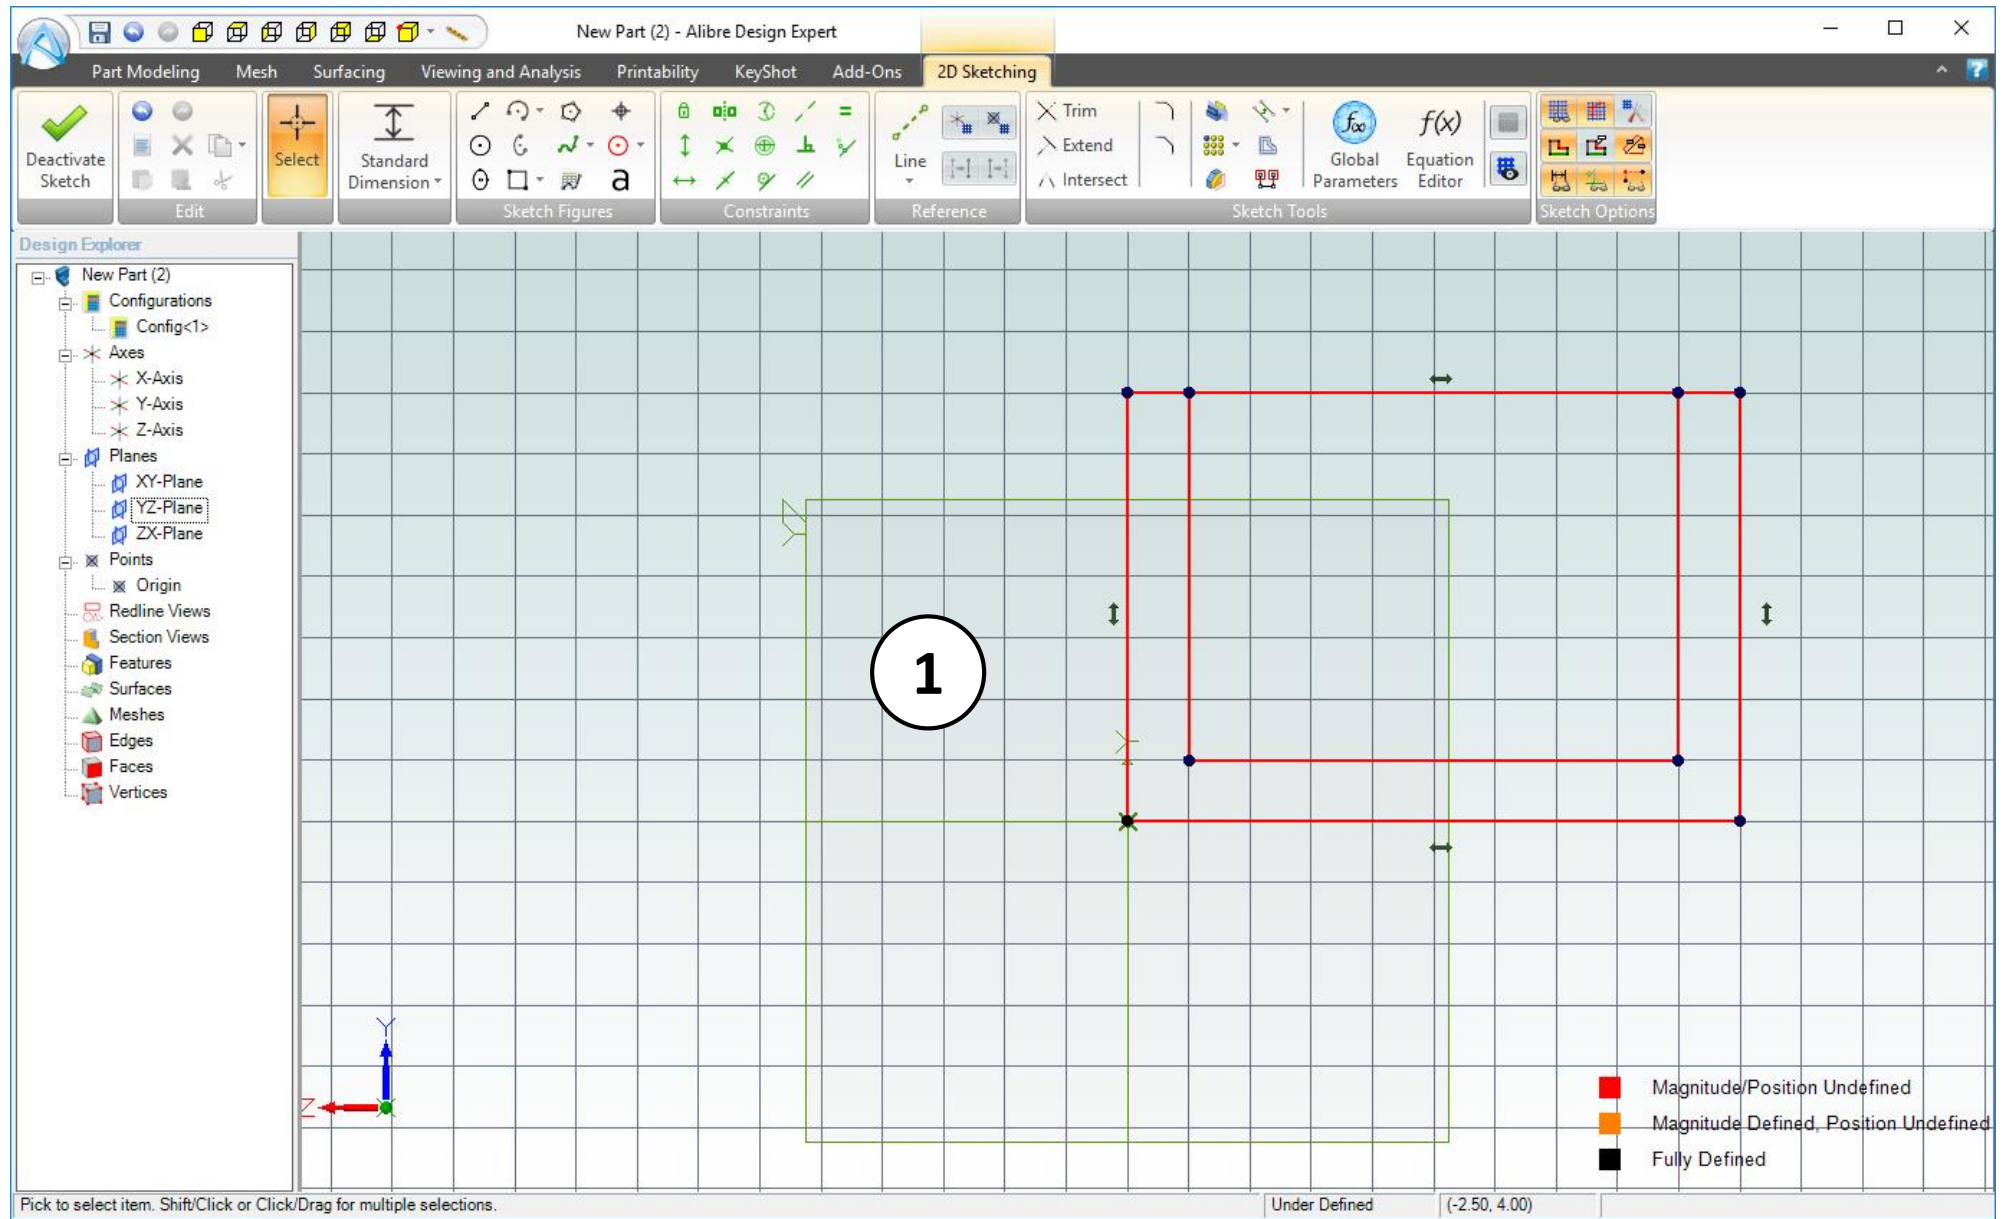 New Part (2) - Alibre Design Expert
Part Modeling Mesh Surfacing Viewing and Analysis Printability KeyShot Add-Ons 2D Sketching
Deactivate
Sketch
Edit
Select
Standard
Dimension
a
Sketch Figures
Constraints
Line
Reference
Trim
Extend
Intersect
f∞
Global
Parameters
f(x)
Equation
Editor
Sketch Tools
Sketch Options
Design Explorer
New Part (2)
Configurations
Config<1>
Axes
X-Axis
Y-Axis
Z-Axis
Planes
XY-Plane
YZ-Plane
ZX-Plane
Points
Origin
Redline Views
Section Views
Features
Surfaces
Meshes
Edges
Faces
Vertices
YZ
Y
1
Y
Z
Magnitude/Position Undefined
Magnitude Defined, Position Undefined
Fully Defined
Pick to select item. Shift/Click or Click/Drag for multiple selections. Under Defined (-2.50, 4.00)